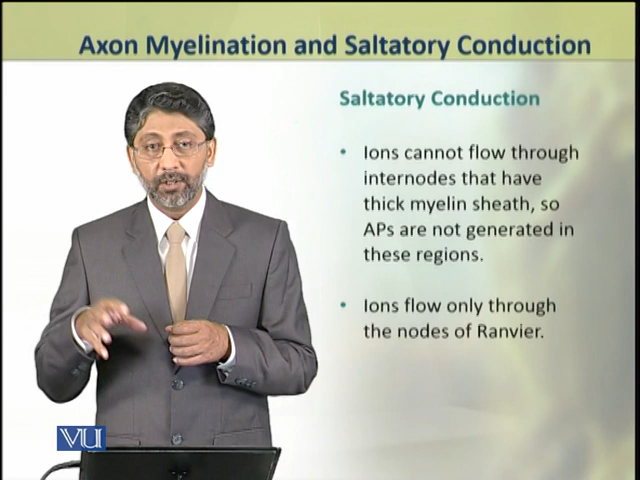 Axon Myelination and Saltatory Conduction
Saltatory Conduction
• Ions cannot flow through
internodes that have
thick myelin sheath, so
APs are not generated in
these regions.
• Ions flow only through
the nodes of Ranvier.
VU